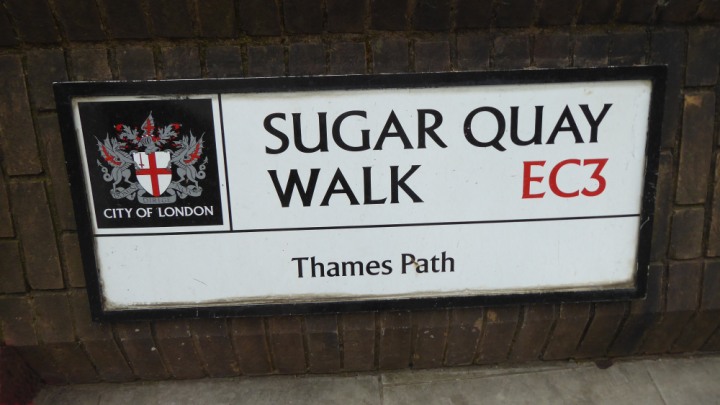 SUGAR QUAY
WALK EC3
CITY OF LONDON
Thames Path